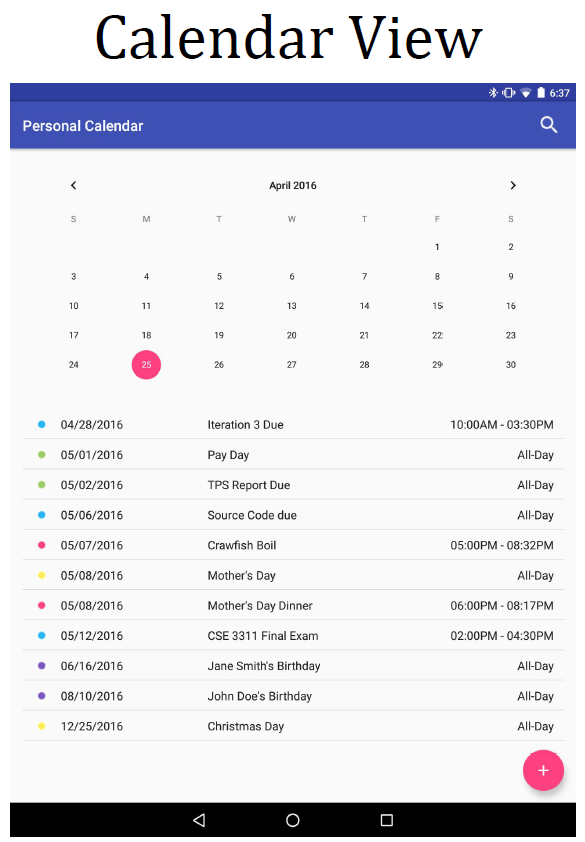 Calendar View
6:37
Personal Calendar
April 2016
S M T W T F S
1 2
3 4 5 6 7 8 9
10 11 12 13 14 15 16
17 18 19 20 21 22 23
24 25 26 27 28 29 30
04/28/2016 Iteration 3 Due 10:00AM - 03:30PM
05/01/2016 Pay Day All-Day
05/02/2016 TPS Report Due All-Day
05/06/2016 Source Code due All-Day
05/07/2016 Crawfish Boil 05:00PM - 08:32PM
05/08/2016 Mother's Day All-Day
05/08/2016 Mother's Day Dinner 06:00PM - 08:17PM
05/12/2016 CSE 3311 Final Exam 02:00PM - 04:30PM
06/16/2016 Jane Smith's Birthday All-Day
08/10/2016 John Doe's Birthday All-Day
12/25/2016 Christmas Day All-Day
+